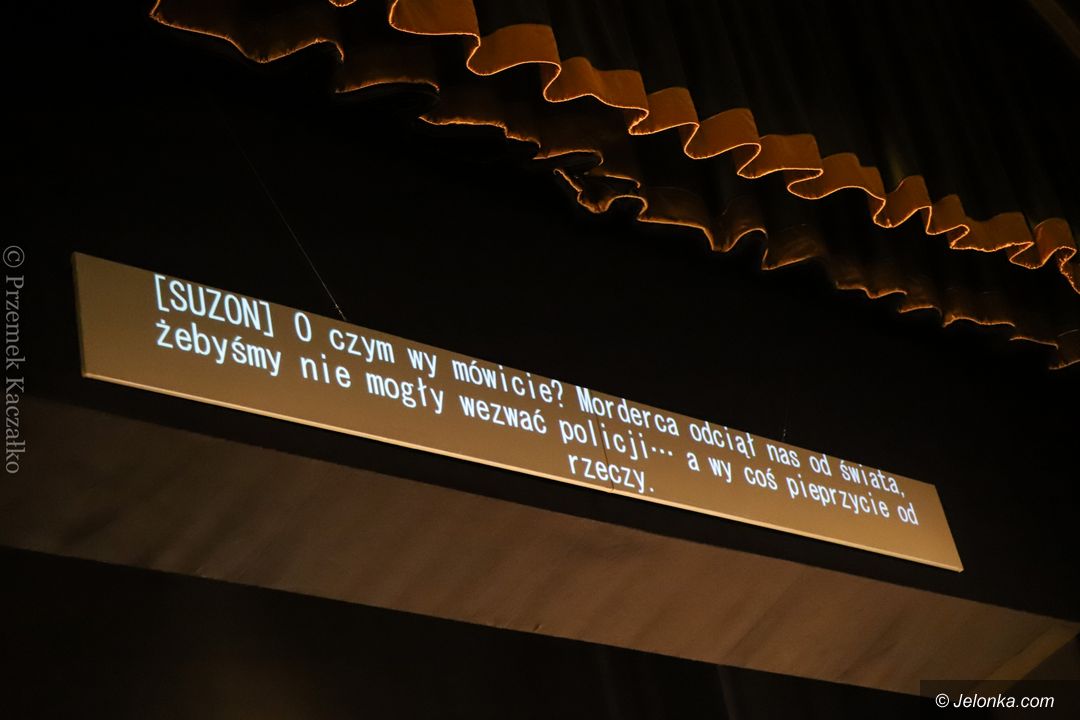 [SUZON] O czym wy mówicie? Morderca odciął nas od świata,
żebyśmy nie mogły wezwać policji... a wy coś pieprzycie od
rzeczy.
© Przemek Kaczałko
© Jelonka.com